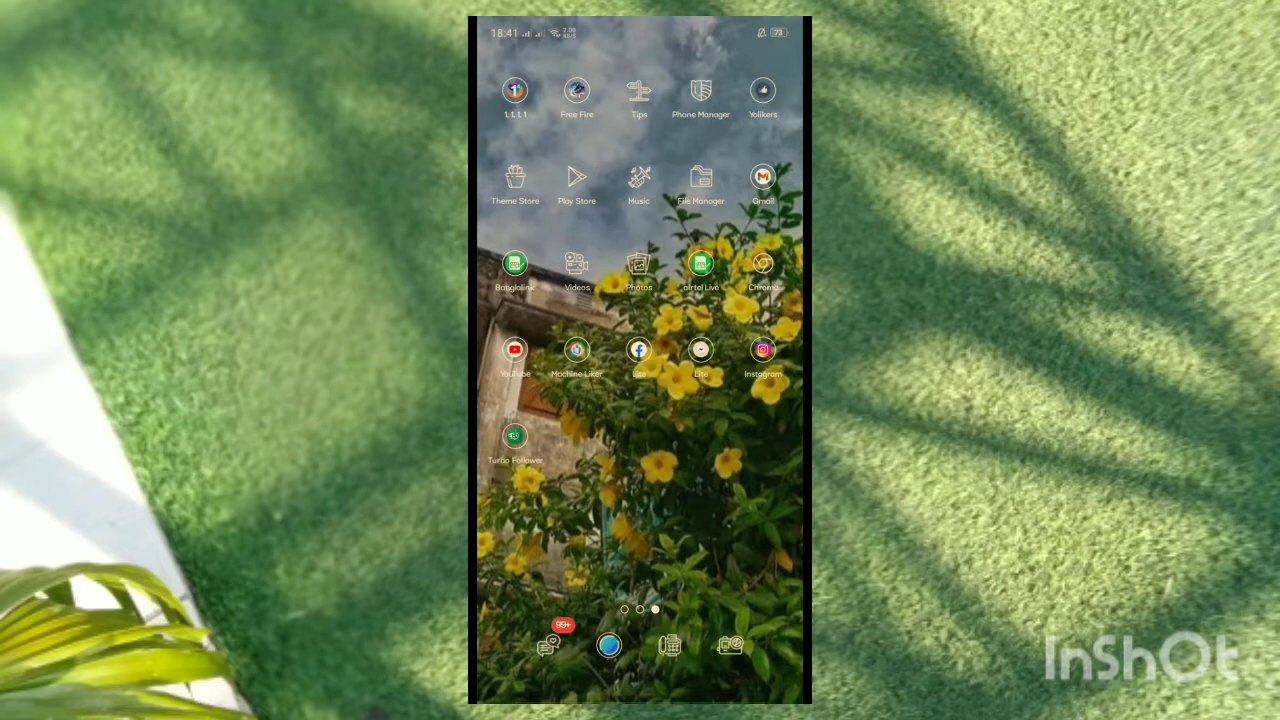 18:41 2.00 73
KB/S
1.1.1.1 Free Fire Tips Phone Manager Yolikers
Theme Store Play Store Music File Manager Gmail
Banglalink Videos Photos airtel Live Chrome
YouTube Machine Liker Lite Lite Instagram
Turbo Follower
99+
InShOt